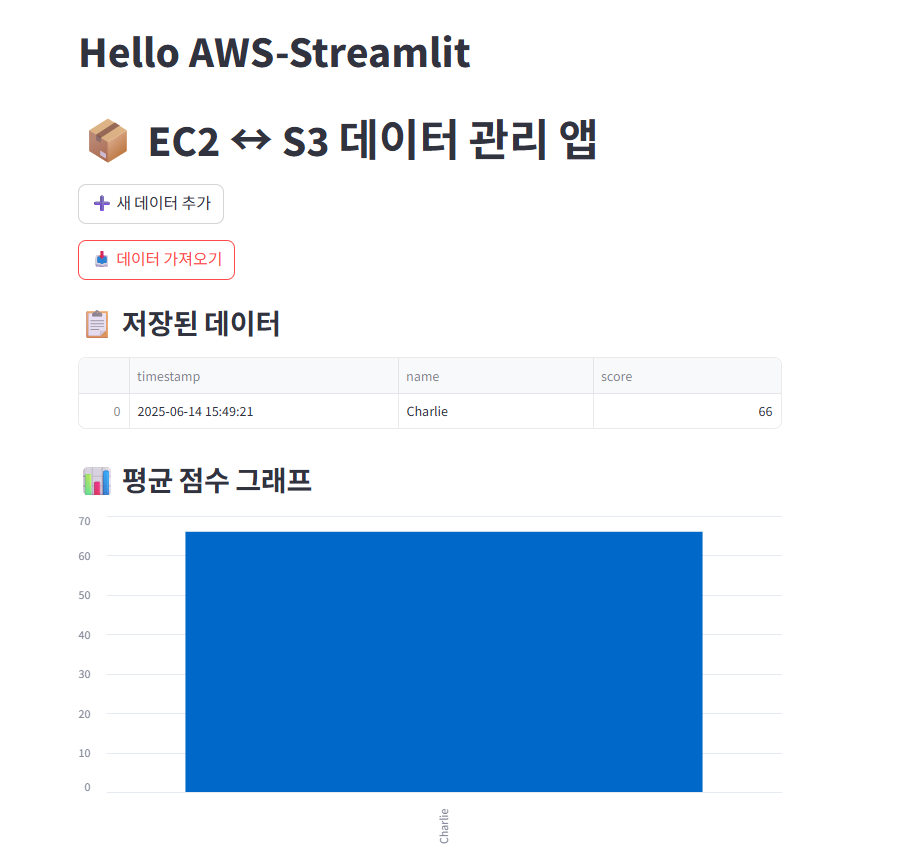 Hello AWS-Streamlit
📦 EC2 ↔ S3 데이터 관리 앱
➕ 새 데이터 추가
📥 데이터 가져오기
📋 저장된 데이터
timestamp name score
0 2025-06-14 15:49:21 Charlie 66
📊 평균 점수 그래프
70
60
50
40
30
20
10
0
Charlie